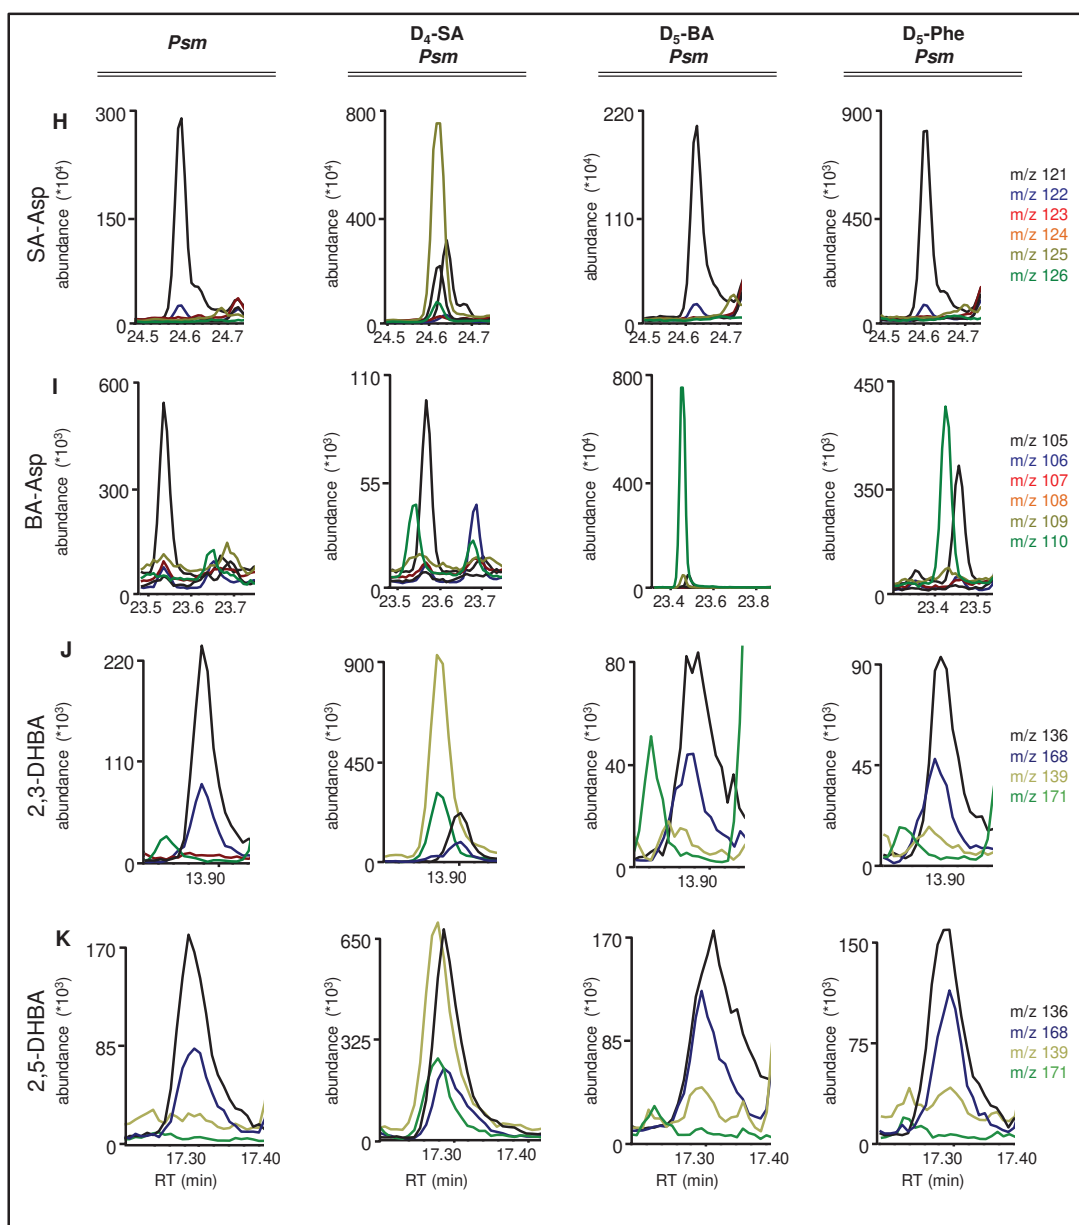 Psm
D4-SA
Psm
D5-BA
Psm
D5-Phe
Psm
H
SA-Asp
abundance (*10⁴)
300
150
0
24.5 24.6 24.7
abundance (*10⁴)
800
400
0
24.5 24.6 24.7
abundance (*10⁴)
220
110
0
24.5 24.6 24.7
abundance (*10³)
900
450
0
24.5 24.6 24.7
m/z 121
m/z 122
m/z 123
m/z 124
m/z 125
m/z 126
I
BA-Asp
abundance (*10³)
600
300
0
23.5 23.6 23.7
abundance (*10³)
110
55
0
23.5 23.6 23.7
abundance (*10⁴)
800
400
0
23.4 23.6 23.8
abundance (*10³)
450
350
0
23.4 23.5
m/z 105
m/z 106
m/z 107
m/z 108
m/z 109
m/z 110
J
2,3-DHBA
abundance (*10³)
220
110
0
13.90
abundance (*10³)
900
450
0
13.90
abundance (*10³)
80
40
0
13.90
abundance (*10³)
90
45
0
13.90
m/z 136
m/z 168
m/z 139
m/z 171
K
2,5-DHBA
abundance (*10³)
170
85
0
17.30 17.40
RT (min)
abundance (*10³)
650
325
0
17.30 17.40
RT (min)
abundance (*10³)
170
85
0
17.30 17.40
RT (min)
abundance (*10³)
150
75
0
17.30 17.40
RT (min)
m/z 136
m/z 168
m/z 139
m/z 171